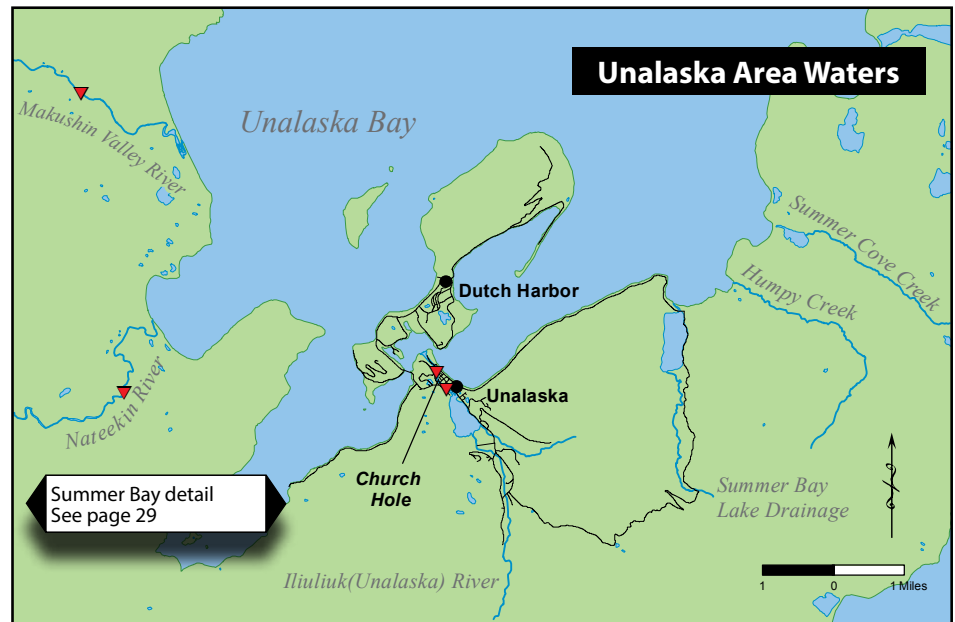 Unalaska Area Waters
Makushin Valley River
Unalaska Bay
Summer Cove Creek
Humpy Creek
Dutch Harbor
Nateekin River
Unalaska
Church
Hole
Summer Bay detail
See page 29
Summer Bay
Lake Drainage
Iliuliuk(Unalaska) River
1 0 1 Miles